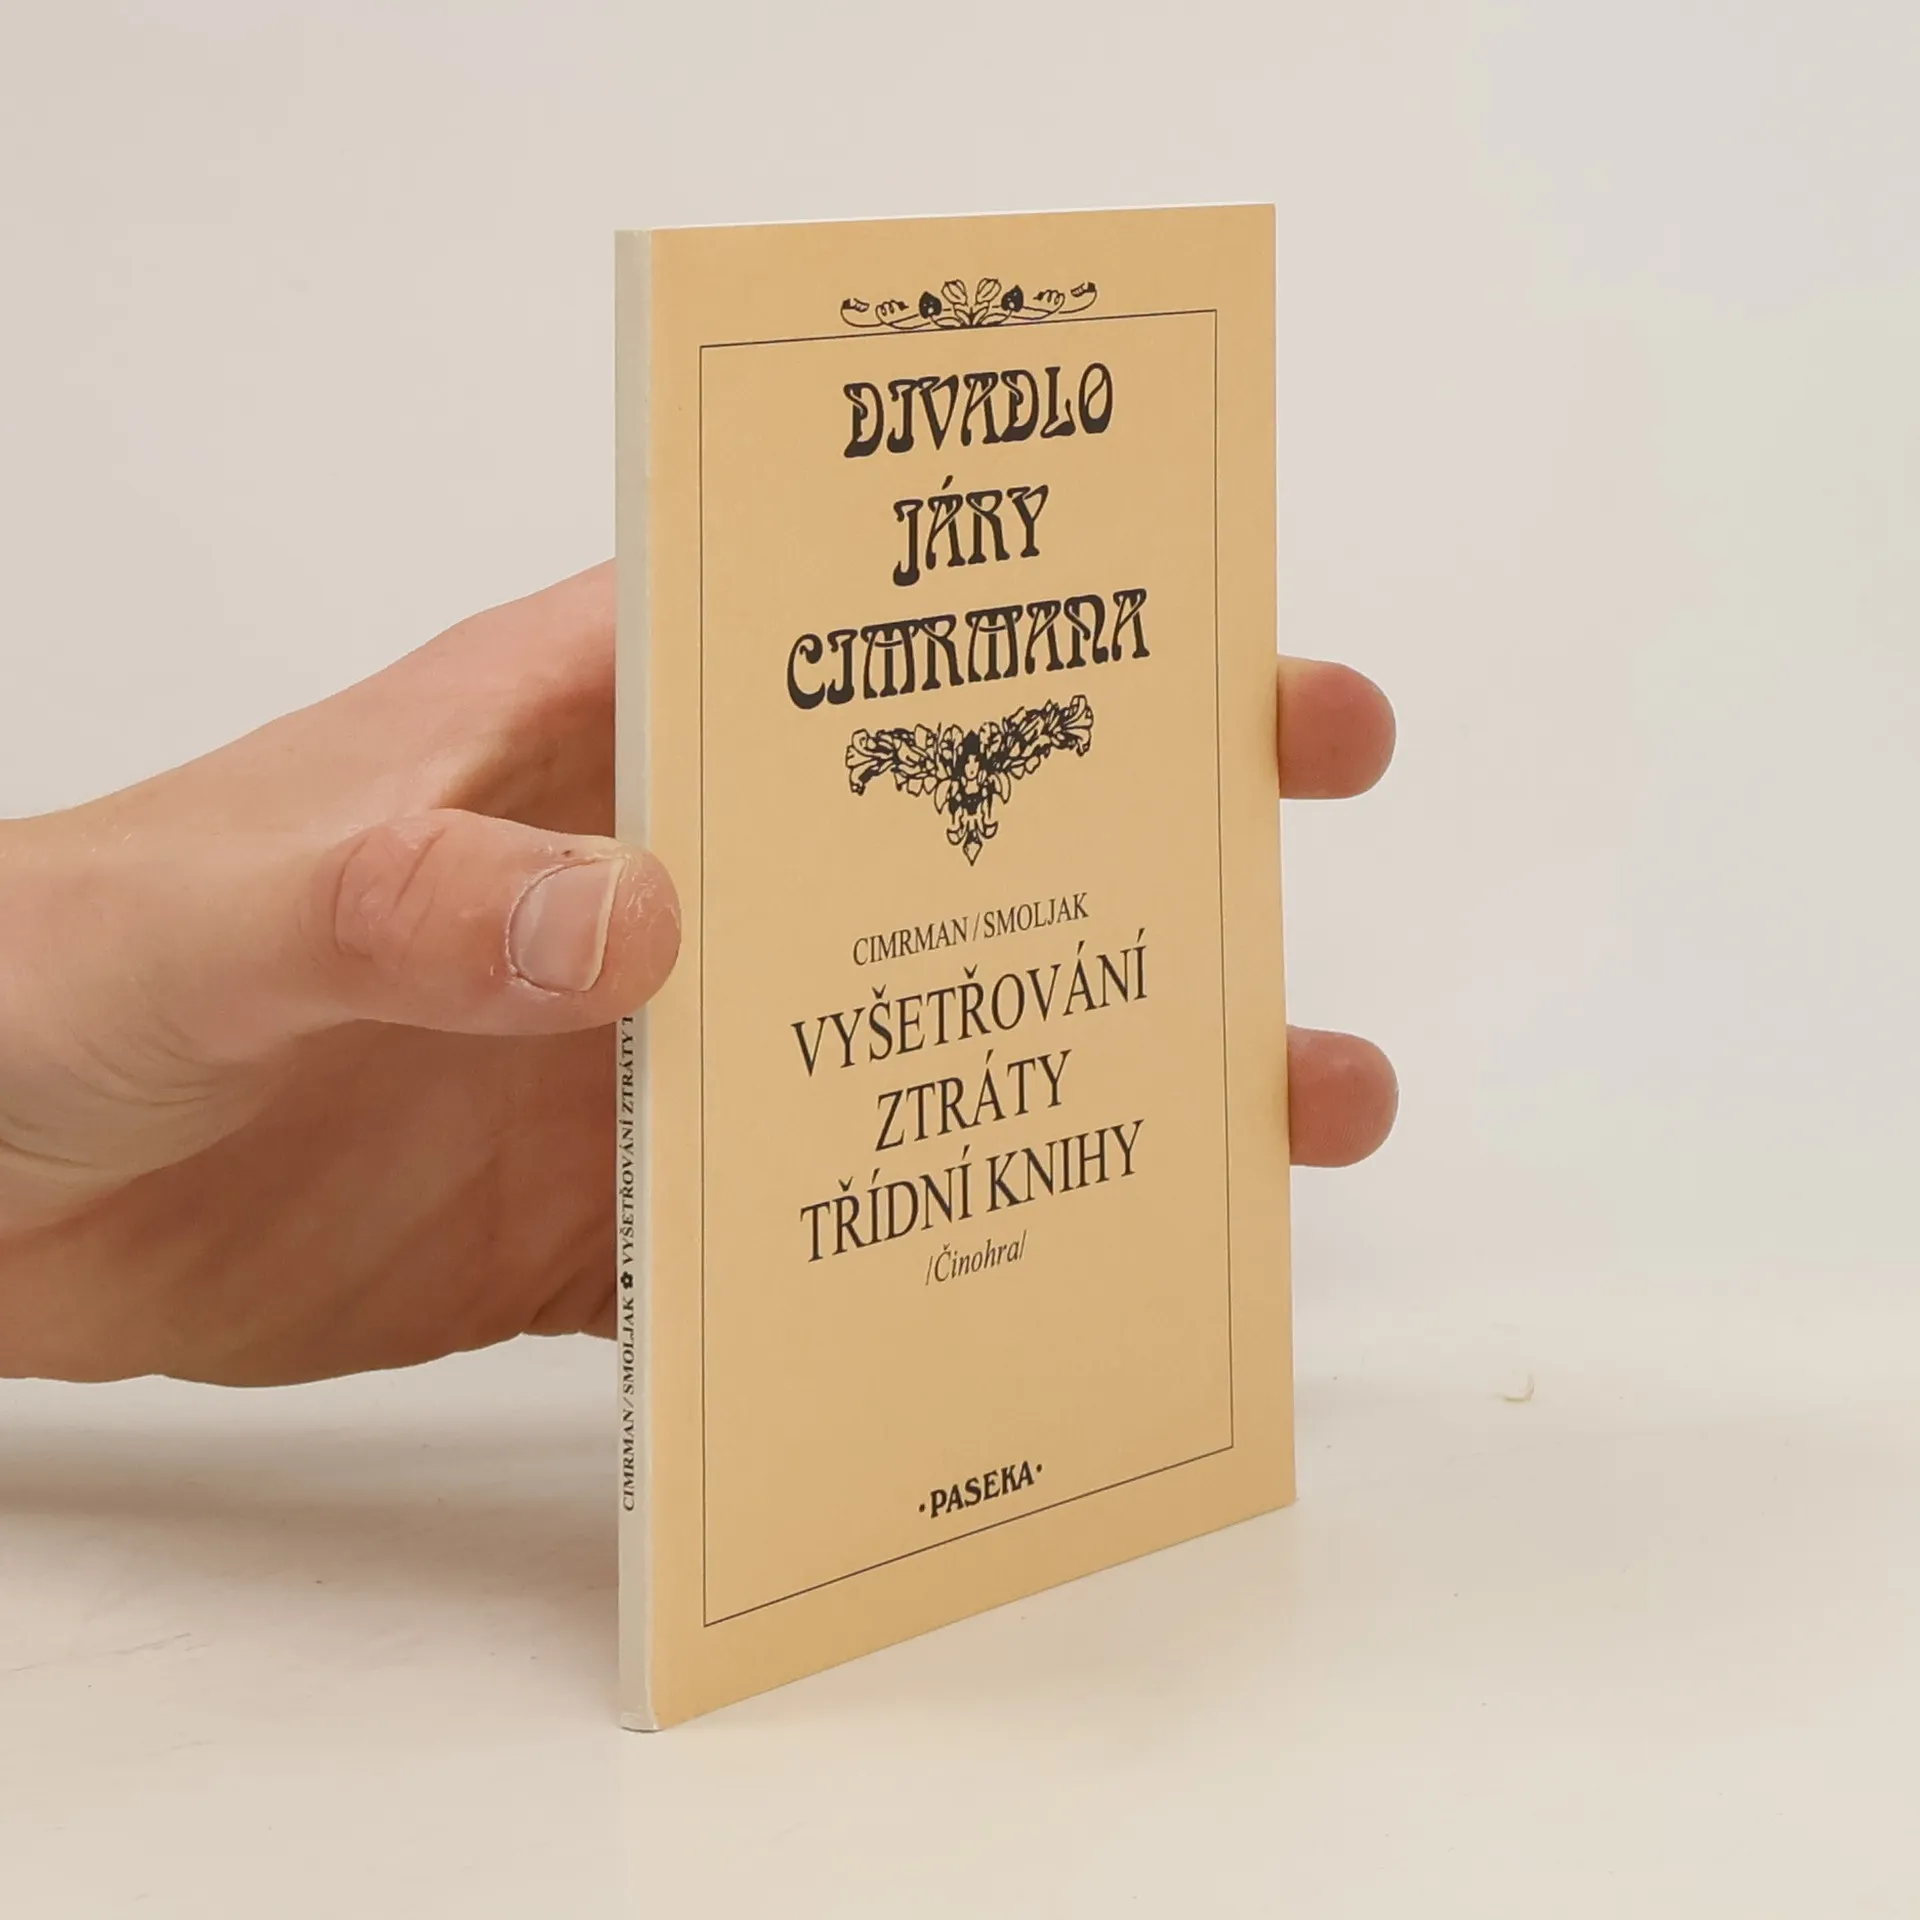 DIVADLO
JÁRY
CIMRMANA
CIMRMAN / SMOLJAK
VYŠETŘOVÁNÍ
ZTRÁTY
TŘÍDNÍ KNIHY
/Činohra/
·PASEKA·
CIMRMAN / SMOLJAK ✿ VYŠETŘOVÁNÍ ZTRÁTY